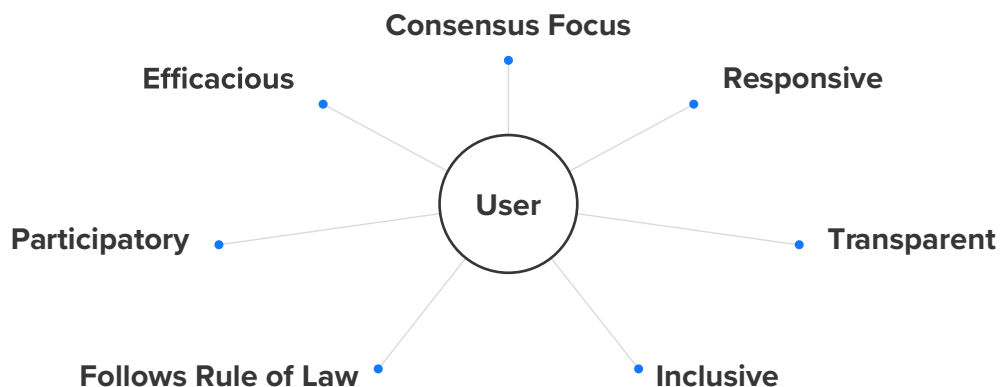 Consensus Focus
Efficacious
Responsive
User
Participatory
Transparent
Follows Rule of Law
Inclusive